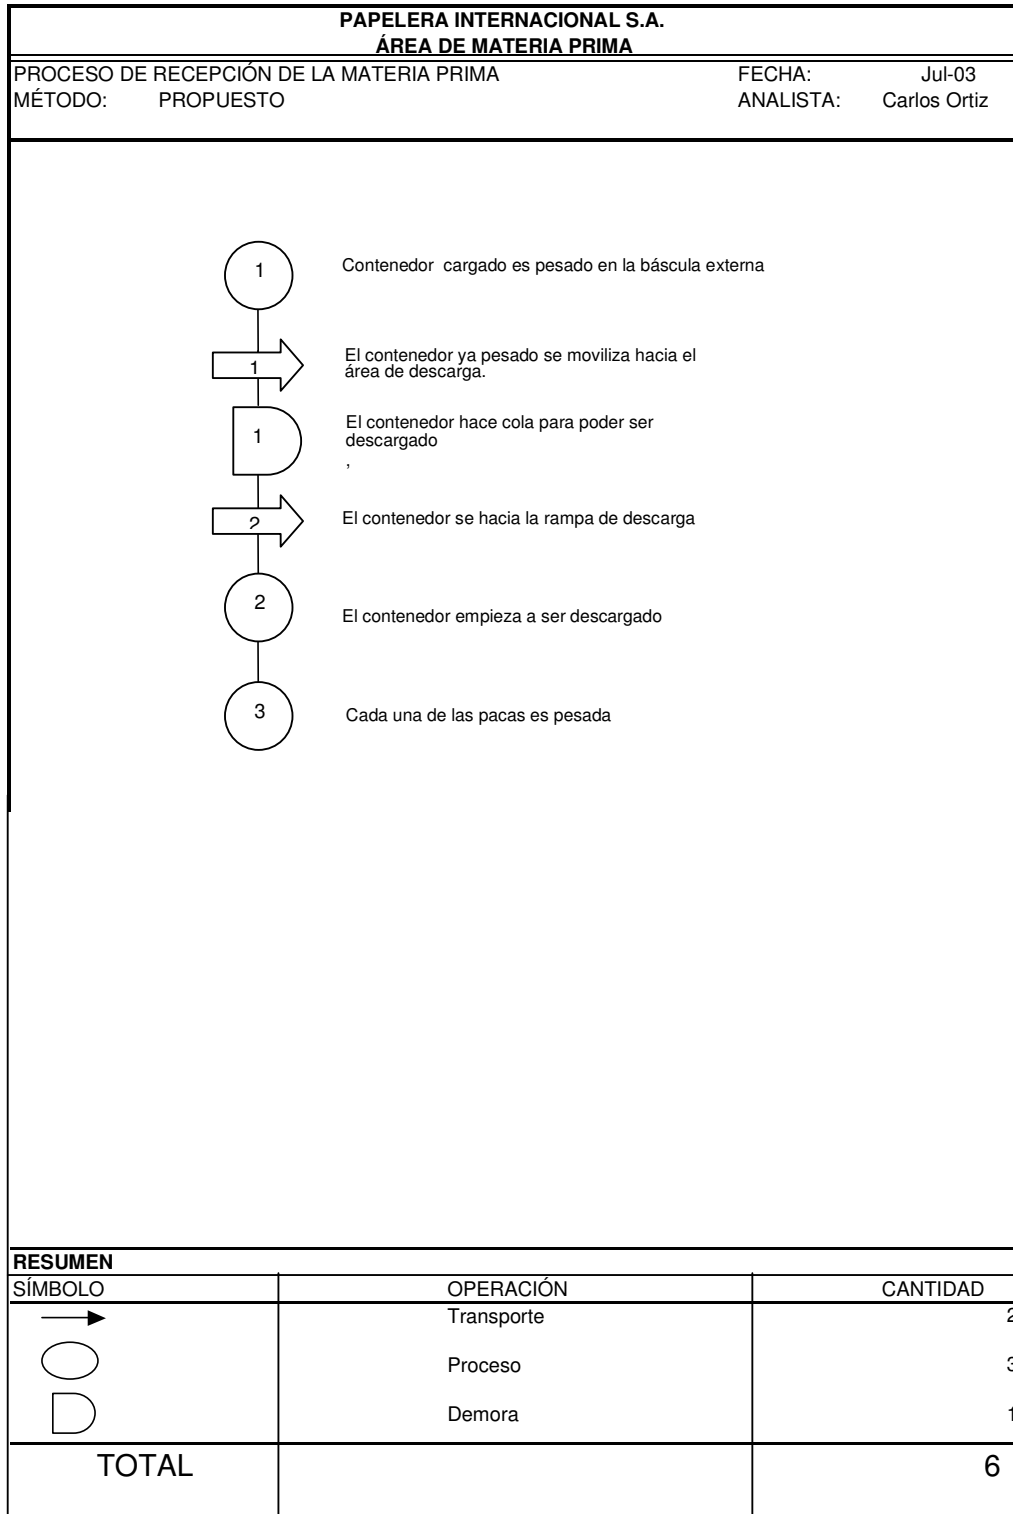 PAPELERA INTERNACIONAL S.A.
ÁREA DE MATERIA PRIMA
PROCESO DE RECEPCIÓN DE LA MATERIA PRIMA FECHA: Jul-03
MÉTODO: PROPUESTO ANALISTA: Carlos Ortiz
1 Contenedor cargado es pesado en la báscula externa
1 El contenedor ya pesado se moviliza hacia el
área de descarga.
1 El contenedor hace cola para poder ser
descargado
,
2 El contenedor se hacia la rampa de descarga
2 El contenedor empieza a ser descargado
3 Cada una de las pacas es pesada
RESUMEN
SÍMBOLO OPERACIÓN CANTIDAD
Transporte 2
Proceso 3
Demora 1
TOTAL 6